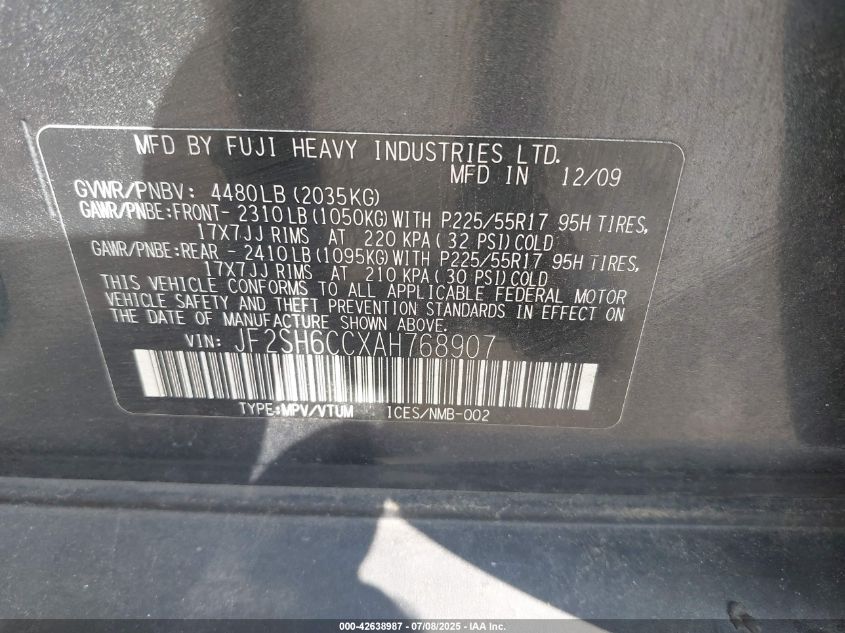 MFD BY FUJI HEAVY INDUSTRIES LTD.
MFD IN 12/09
GVWR/PNBV: 4480LB(2035KG)
GAWR/PNBE:FRONT- 2310LB(1050KG)WITH P225/55R17 95H TIRES,
17X7JJ RIMS AT 220 KPA( 32 PSI)COLD
GAWR/PNBE:REAR - 2410LB(1095KG)WITH P225/55R17 95H TIRES,
17X7JJ RIMS AT 210 KPA( 30 PSI)COLD
THIS VEHICLE CONFORMS TO ALL APPLICABLE FEDERAL MOTOR
VEHICLE SAFETY AND THEFT PREVENTION STANDARDS IN EFFECT ON
THE DATE OF MANUFACTURE SHOWN ABOVE.
VIN: JF2SH6CCXAH768907
TYPE:MPV/VTUM ICES/NMB-002
000-42638987 - 07/08/2025 - IAA Inc.